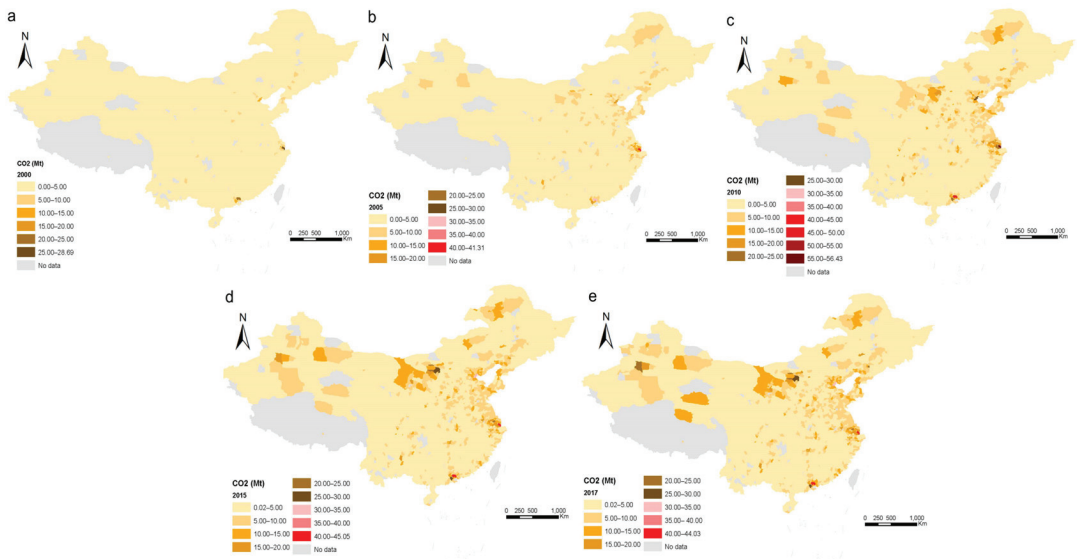 a
N
CO2 (Mt)
2000
0.00–5.00
5.00–10.00
10.00–15.00
15.00–20.00
20.00–25.00
25.00–28.69
No data
0 250 500 1,000
Km
b
N
CO2 (Mt)
2005
0.00–5.00
5.00–10.00
10.00–15.00
15.00–20.00
20.00–25.00
25.00–30.00
30.00–35.00
35.00–40.00
40.00–41.31
No data
0 250 500 1,000
Km
c
N
CO2 (Mt)
2010
0.00–5.00
5.00–10.00
10.00–15.00
15.00–20.00
20.00–25.00
25.00–30.00
30.00–35.00
35.00–40.00
40.00–45.00
45.00–50.00
50.00–55.00
55.00–56.43
No data
0 250 500 1,000
Km
d
N
CO2 (Mt)
2015
0.02–5.00
5.00–10.00
10.00–15.00
15.00–20.00
20.00–25.00
25.00–30.00
30.00–35.00
35.00–40.00
40.00–45.05
No data
0 250 500 1,000
Km
e
N
CO2 (Mt)
2017
0.02–5.00
5.00–10.00
10.00–15.00
15.00–20.00
20.00–25.00
25.00–30.00
30.00–35.00
35.00–40.00
40.00–44.03
No data
0 250 500 1,000
Km